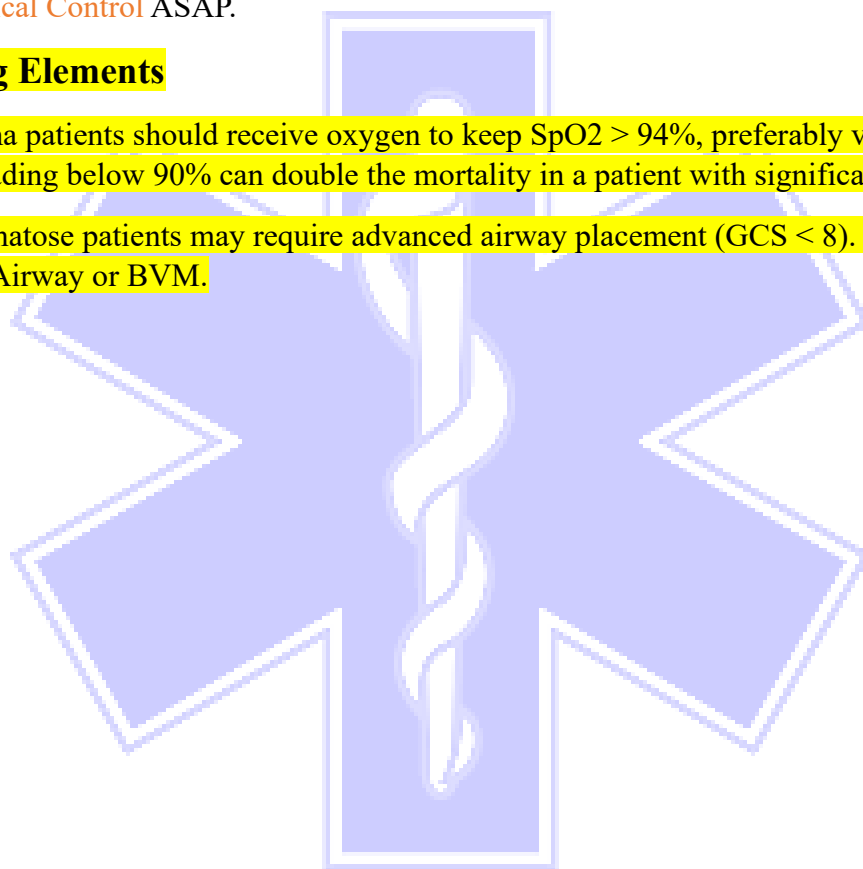 cal Control ASAP.
g Elements
na patients should receive oxygen to keep SpO2 > 94%, preferably
ding below 90% can double the mortality in a patient with significa
natose patients may require advanced airway placement (GCS < 8).
Airway or BVM.